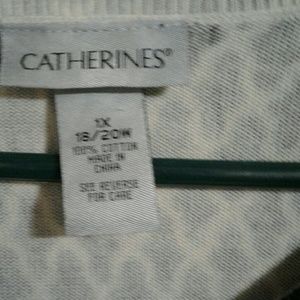 CATHERINES®
1X
18/20W
100% COTTON
MADE IN
CHINA
SEE REVERSE
FOR CARE